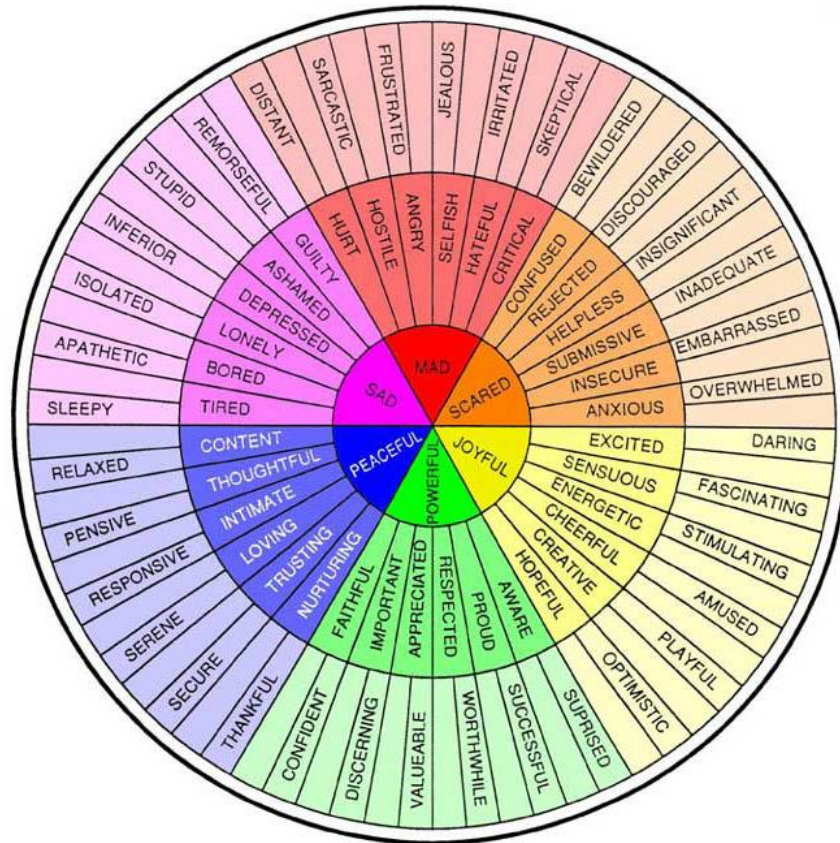 MAD
SCARED
JOYFUL
POWERFUL
PEACEFUL
SAD
HURT
HOSTILE
ANGRY
SELFISH
HATEFUL
CRITICAL
CONFUSED
REJECTED
HELPLESS
SUBMISSIVE
INSECURE
ANXIOUS
EXCITED
SENSUOUS
ENERGETIC
CHEERFUL
CREATIVE
HOPEFUL
AWARE
PROUD
RESPECTED
APPRECIATED
IMPORTANT
FAITHFUL
NURTURING
TRUSTING
LOVING
INTIMATE
THOUGHTFUL
CONTENT
TIRED
BORED
LONELY
DEPRESSED
ASHAMED
GUILTY
DISTANT
SARCASTIC
FRUSTRATED
JEALOUS
IRRITATED
SKEPTICAL
BEWILDERED
DISCOURAGED
INSIGNIFICANT
INADEQUATE
EMBARRASSED
OVERWHELMED
DARING
FASCINATING
STIMULATING
AMUSED
PLAYFUL
OPTIMISTIC
SUPRISED
SUCCESSFUL
WORTHWHILE
VALUEABLE
DISCERNING
CONFIDENT
THANKFUL
SECURE
SERENE
RESPONSIVE
PENSIVE
RELAXED
SLEEPY
APATHETIC
ISOLATED
INFERIOR
STUPID
REMORSEFUL